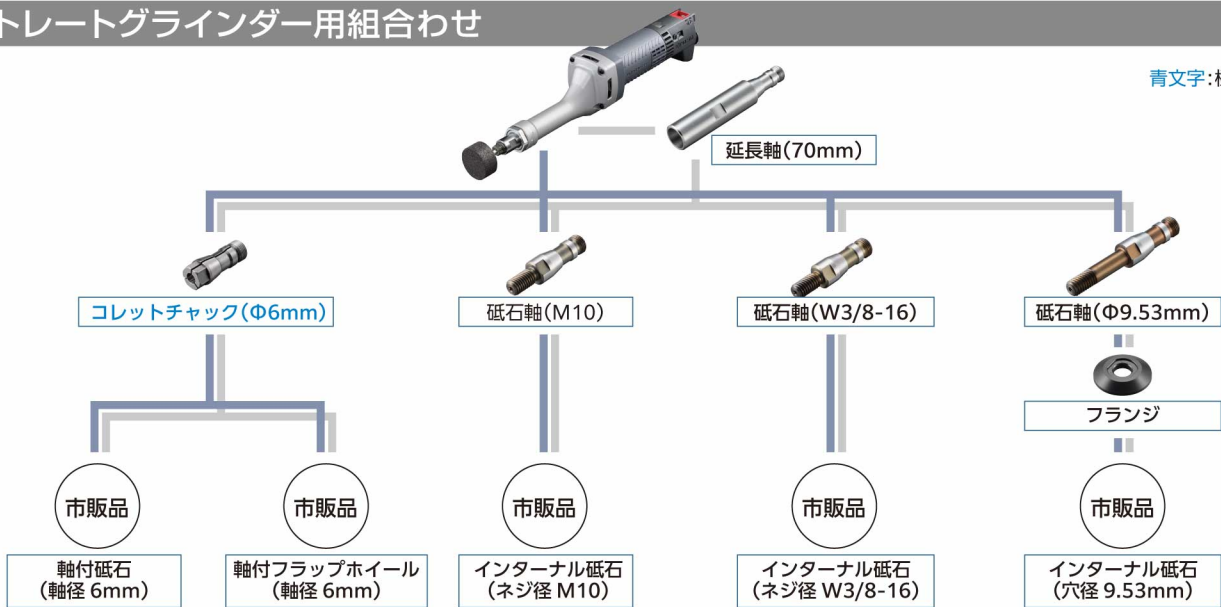 トレートグラインダー用組合わせ
青文字:
延長軸(70mm)
コレットチャック(Φ6mm)
砥石軸(M10)
砥石軸(W3/8-16)
砥石軸(Φ9.53mm)
フランジ
市販品
市販品
市販品
市販品
市販品
軸付砥石
(軸径 6mm)
軸付フラップホイール
(軸径 6mm)
インターナル砥石
(ネジ径 M10)
インターナル砥石
(ネジ径 W3/8-16)
インターナル砥石
(穴径 9.53mm)